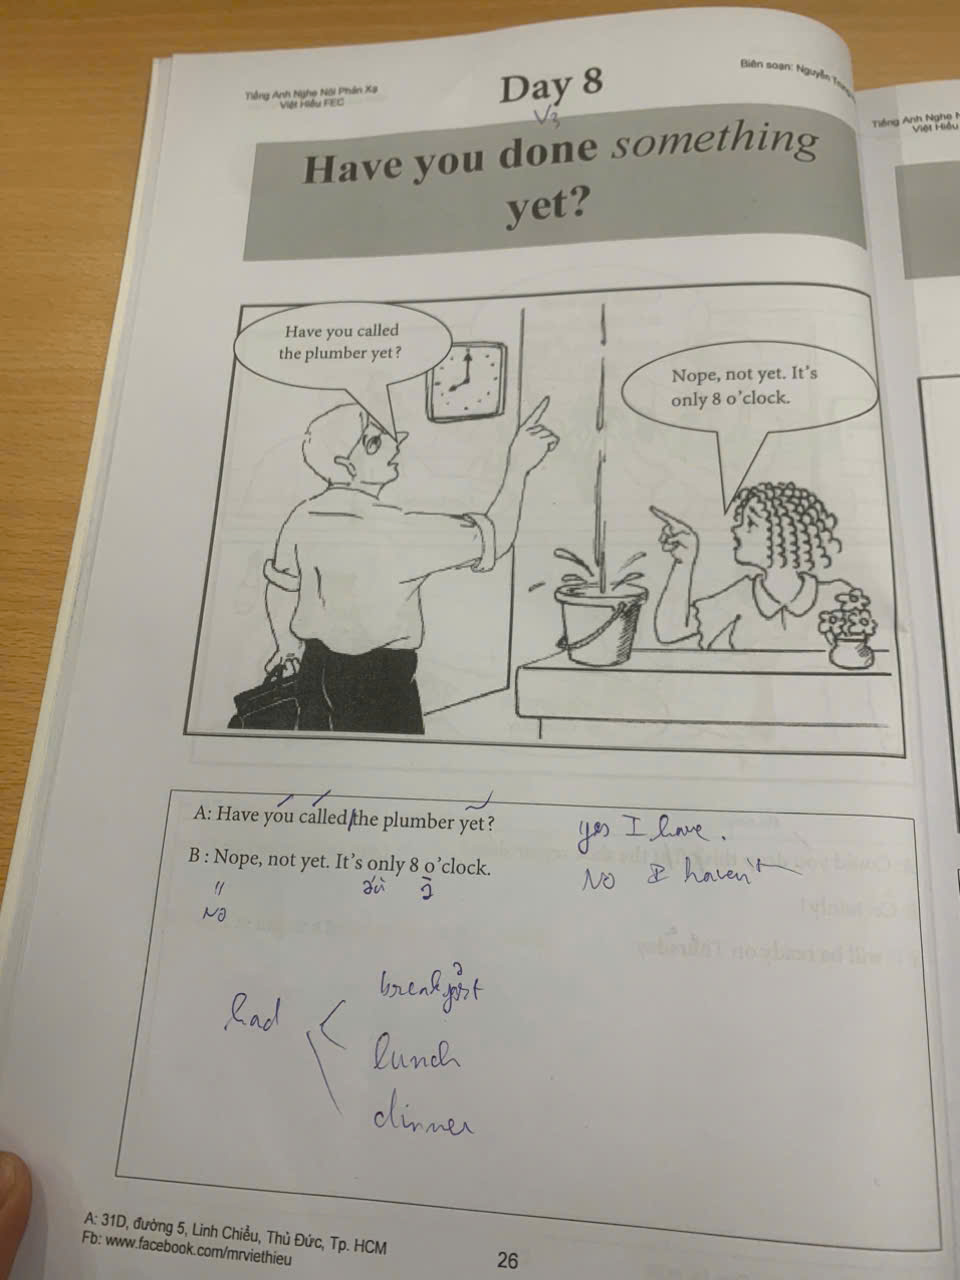 Tiếng Anh Nghe Nói Phản Xạ
Việt Hiếu FEC
Biên soạn: Nguyễn
Day 8
V3
Have you done something
yet?
Have you called
the plumber yet?
Nope, not yet. It's
only 8 o'clock.
A: Have you called the plumber yet?
yes I have.
B : Nope, not yet. It's only 8 o'clock.
No I haven't
"
No
had
breakfast
lunch
dinner
A: 31D, đường 5, Linh Chiểu, Thủ Đức, Tp. HCM
Fb: www.facebook.com/mrviethieu
26
Tiếng Anh Nghe
Việt Hiếu